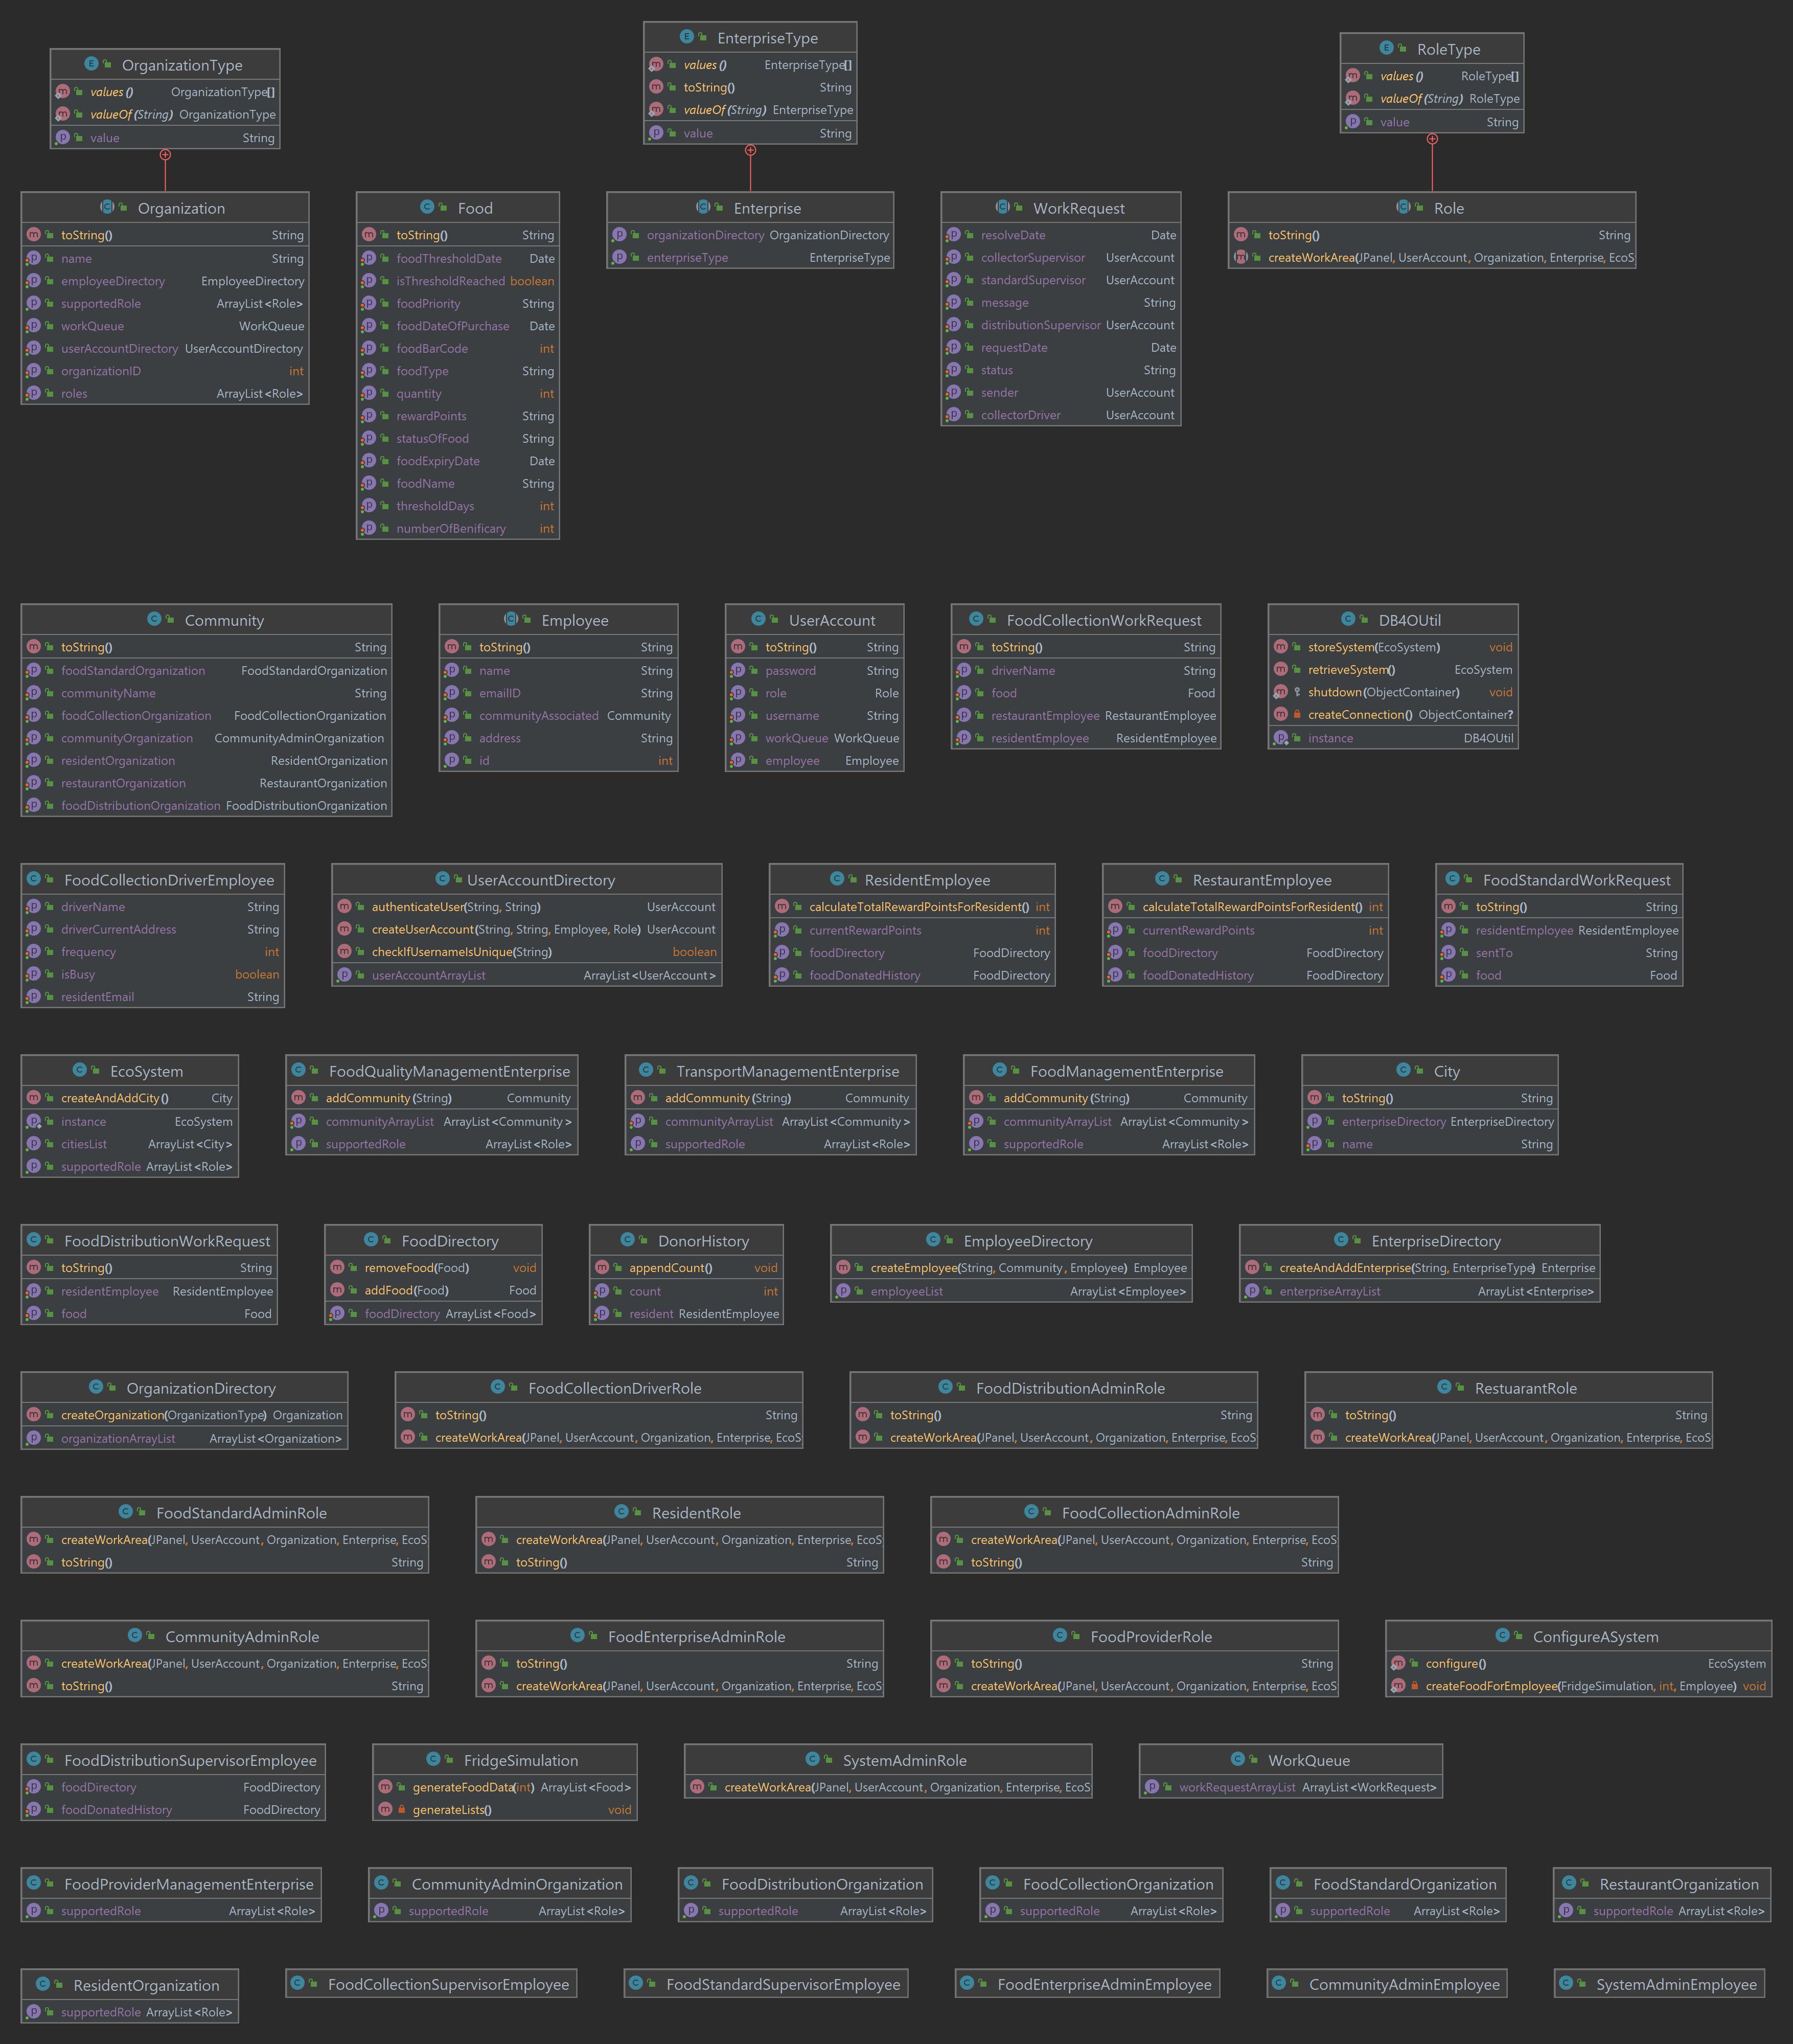 OrganizationType
values() OrganizationType[]
valueOf(String) OrganizationType
value String
EnterpriseType
values() EnterpriseType[]
toString() String
valueOf(String) EnterpriseType
value String
RoleType
values() RoleType[]
valueOf(String) RoleType
value String
Organization
toString() String
name String
employeeDirectory EmployeeDirectory
supportedRole ArrayList<Role>
workQueue WorkQueue
userAccountDirectory UserAccountDirectory
organizationID int
roles ArrayList<Role>
Food
toString() String
foodThresholdDate Date
isThresholdReached boolean
foodPriority String
foodDateOfPurchase Date
foodBarCode int
foodType String
quantity int
rewardPoints String
statusOfFood String
foodExpiryDate Date
foodName String
thresholdDays int
numberOfBenificary int
Enterprise
organizationDirectory OrganizationDirectory
enterpriseType EnterpriseType
WorkRequest
resolveDate Date
collectorSupervisor UserAccount
standardSupervisor UserAccount
message String
distributionSupervisor UserAccount
requestDate Date
status String
sender UserAccount
collectorDriver UserAccount
Role
toString() String
createWorkArea(JPanel, UserAccount, Organization, Enterprise, EcoS
Community
toString() String
foodStandardOrganization FoodStandardOrganization
communityName String
foodCollectionOrganization FoodCollectionOrganization
communityOrganization CommunityAdminOrganization
residentOrganization ResidentOrganization
restaurantOrganization RestaurantOrganization
foodDistributionOrganization FoodDistributionOrganization
Employee
toString() String
name String
emailID String
communityAssociated Community
address String
id int
UserAccount
toString() String
password String
role Role
username String
workQueue WorkQueue
employee Employee
FoodCollectionWorkRequest
toString() String
driverName String
food Food
restaurantEmployee RestaurantEmployee
residentEmployee ResidentEmployee
DB4OUtil
storeSystem(EcoSystem) void
retrieveSystem() EcoSystem
shutdown(ObjectContainer) void
createConnection() ObjectContainer?
instance DB4OUtil
FoodCollectionDriverEmployee
driverName String
driverCurrentAddress String
frequency int
isBusy boolean
residentEmail String
UserAccountDirectory
authenticateUser(String, String) UserAccount
createUserAccount(String, String, Employee, Role) UserAccount
checkIfUsernameIsUnique(String) boolean
userAccountArrayList ArrayList<UserAccount>
ResidentEmployee
calculateTotalRewardPointsForResident() int
currentRewardPoints int
foodDirectory FoodDirectory
foodDonatedHistory FoodDirectory
RestaurantEmployee
calculateTotalRewardPointsForResident() int
currentRewardPoints int
foodDirectory FoodDirectory
foodDonatedHistory FoodDirectory
FoodStandardWorkRequest
toString() String
residentEmployee ResidentEmployee
sentTo String
food Food
EcoSystem
createAndAddCity() City
instance EcoSystem
citiesList ArrayList<City>
supportedRole ArrayList<Role>
FoodQualityManagementEnterprise
addCommunity(String) Community
communityArrayList ArrayList<Community>
supportedRole ArrayList<Role>
TransportManagementEnterprise
addCommunity(String) Community
communityArrayList ArrayList<Community>
supportedRole ArrayList<Role>
FoodManagementEnterprise
addCommunity(String) Community
communityArrayList ArrayList<Community>
supportedRole ArrayList<Role>
City
toString() String
enterpriseDirectory EnterpriseDirectory
name String
FoodDistributionWorkRequest
toString() String
residentEmployee ResidentEmployee
food Food
FoodDirectory
removeFood(Food) void
addFood(Food) Food
foodDirectory ArrayList<Food>
DonorHistory
appendCount() void
count int
resident ResidentEmployee
EmployeeDirectory
createEmployee(String, Community, Employee) Employee
employeeList ArrayList<Employee>
EnterpriseDirectory
createAndAddEnterprise(String, EnterpriseType) Enterprise
enterpriseArrayList ArrayList<Enterprise>
OrganizationDirectory
createOrganization(OrganizationType) Organization
organizationArrayList ArrayList<Organization>
FoodCollectionDriverRole
toString() String
createWorkArea(JPanel, UserAccount, Organization, Enterprise, EcoS
FoodDistributionAdminRole
toString() String
createWorkArea(JPanel, UserAccount, Organization, Enterprise, EcoS
RestuarantRole
toString() String
createWorkArea(JPanel, UserAccount, Organization, Enterprise, EcoS
FoodStandardAdminRole
createWorkArea(JPanel, UserAccount, Organization, Enterprise, EcoS
toString() String
ResidentRole
createWorkArea(JPanel, UserAccount, Organization, Enterprise, EcoS
toString() String
FoodCollectionAdminRole
createWorkArea(JPanel, UserAccount, Organization, Enterprise, EcoS
toString() String
CommunityAdminRole
createWorkArea(JPanel, UserAccount, Organization, Enterprise, EcoS
toString() String
FoodEnterpriseAdminRole
toString() String
createWorkArea(JPanel, UserAccount, Organization, Enterprise, EcoS
FoodProviderRole
toString() String
createWorkArea(JPanel, UserAccount, Organization, Enterprise, EcoS
ConfigureASystem
configure() EcoSystem
createFoodForEmployee(FridgeSimulation, int, Employee) void
FoodDistributionSupervisorEmployee
foodDirectory FoodDirectory
foodDonatedHistory FoodDirectory
FridgeSimulation
generateFoodData(int) ArrayList<Food>
generateLists() void
SystemAdminRole
createWorkArea(JPanel, UserAccount, Organization, Enterprise, EcoS
WorkQueue
workRequestArrayList ArrayList<WorkRequest>
FoodProviderManagementEnterprise
supportedRole ArrayList<Role>
CommunityAdminOrganization
supportedRole ArrayList<Role>
FoodDistributionOrganization
supportedRole ArrayList<Role>
FoodCollectionOrganization
supportedRole ArrayList<Role>
FoodStandardOrganization
supportedRole ArrayList<Role>
RestaurantOrganization
supportedRole ArrayList<Role>
ResidentOrganization
supportedRole ArrayList<Role>
FoodCollectionSupervisorEmployee
FoodStandardSupervisorEmployee
FoodEnterpriseAdminEmployee
CommunityAdminEmployee
SystemAdminEmployee